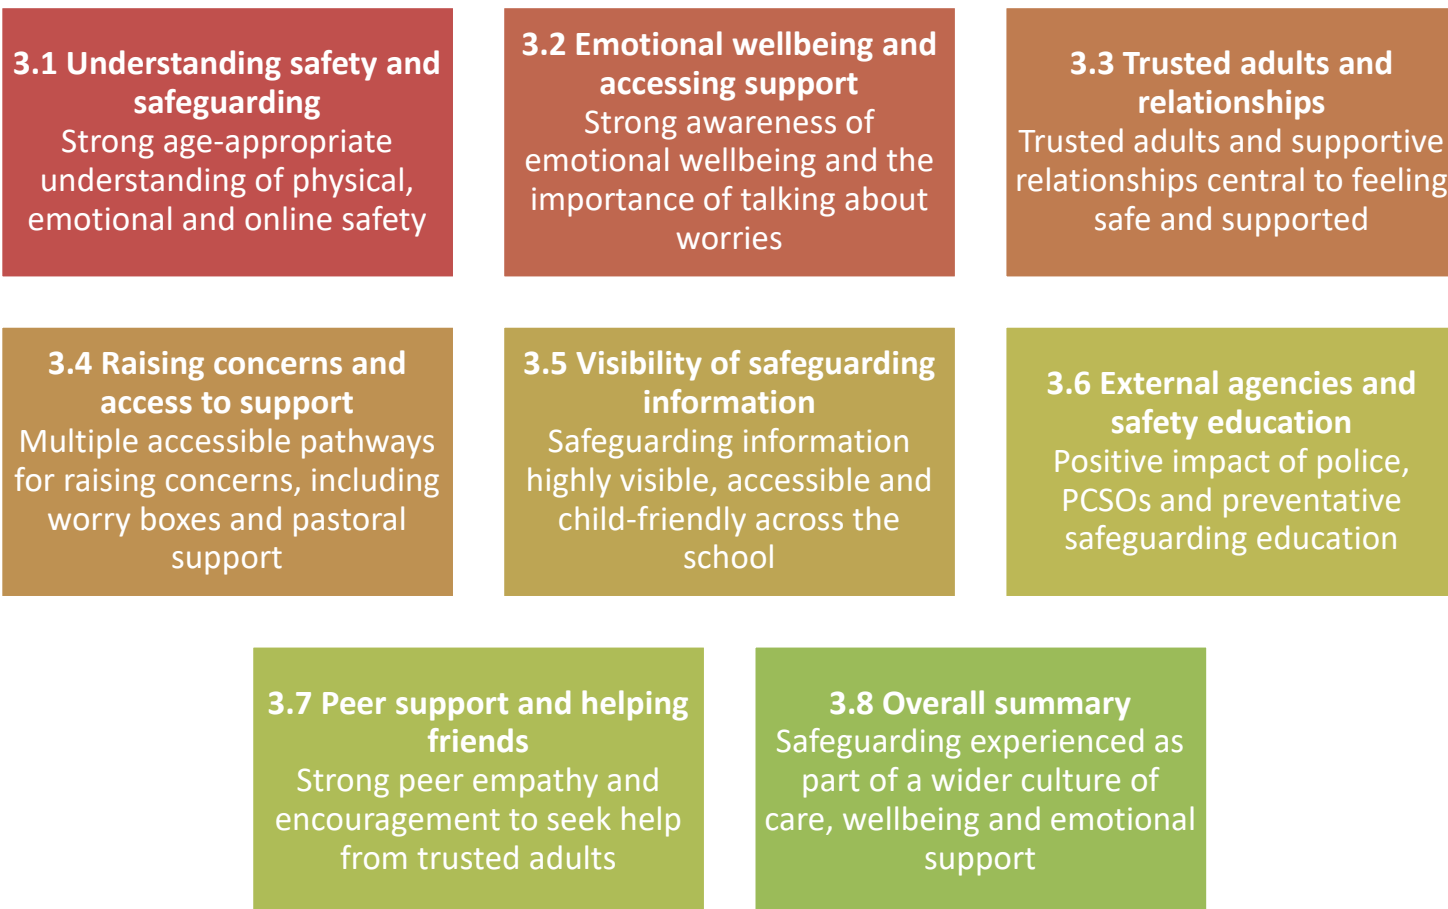 3.1 Understanding safety and
safeguarding
Strong age-appropriate
understanding of physical,
emotional and online safety
3.2 Emotional wellbeing and
accessing support
Strong awareness of
emotional wellbeing and the
importance of talking about
worries
3.3 Trusted adults and
relationships
Trusted adults and supportive
relationships central to feeling
safe and supported
3.4 Raising concerns and
access to support
Multiple accessible pathways
for raising concerns, including
worry boxes and pastoral
support
3.5 Visibility of safeguarding
information
Safeguarding information
highly visible, accessible and
child-friendly across the
school
3.6 External agencies and
safety education
Positive impact of police,
PCSOs and preventative
safeguarding education
3.7 Peer support and helping
friends
Strong peer empathy and
encouragement to seek help
from trusted adults
3.8 Overall summary
Safeguarding experienced as
part of a wider culture of
care, wellbeing and emotional
support